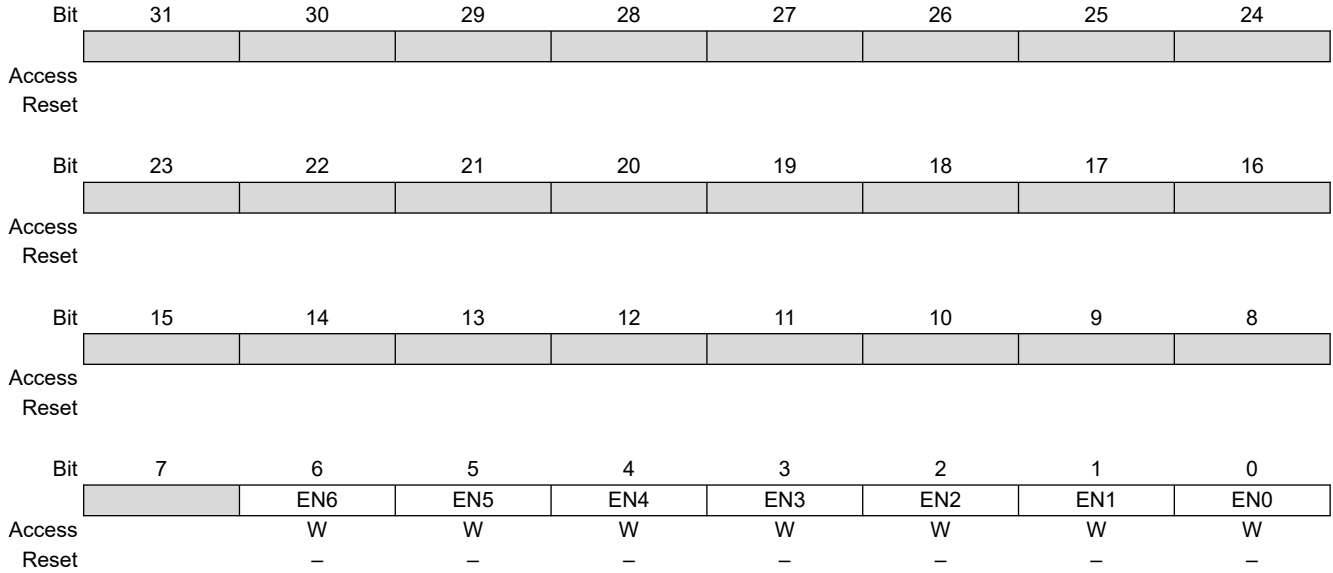 Bit 31 30 29 28 27 26 25 24
Access
Reset
Bit 23 22 21 20 19 18 17 16
Access
Reset
Bit 15 14 13 12 11 10 9 8
Access
Reset
Bit 7 6 5 4 3 2 1 0
EN6 EN5 EN4 EN3 EN2 EN1 EN0
Access W W W W W W W
Reset – – – – – – –